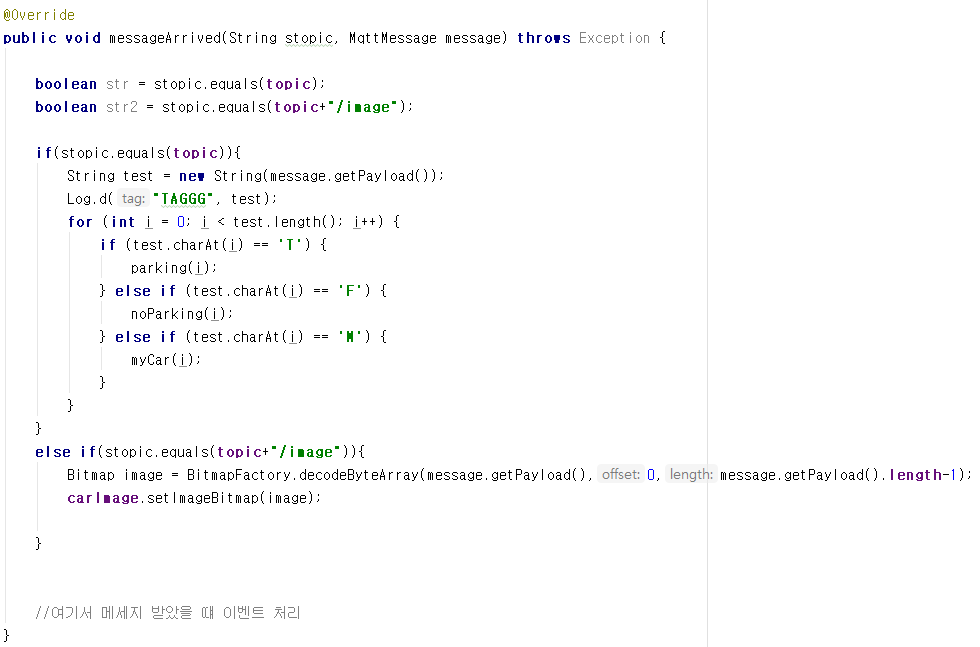 @Override
public void messageArrived(String stopic, MqttMessage message) throws Exception {
boolean str = stopic.equals(topic);
boolean str2 = stopic.equals(topic+"/image");
if(stopic.equals(topic)){
String test = new String(message.getPayload());
Log.d( tag: "TAGGG", test);
for (int i = 0; i < test.length(); i++) {
if (test.charAt(i) == 'T') {
parking(i);
} else if (test.charAt(i) == 'F') {
noParking(i);
} else if (test.charAt(i) == 'M') {
myCar(i);
}
}
}
else if(stopic.equals(topic+"/image")){
Bitmap image = BitmapFactory.decodeByteArray(message.getPayload(), offset: 0, length: message.getPayload().length-1);
carImage.setImageBitmap(image);
}
//여기서 메세지 받았을 떄 이벤트 처리
}